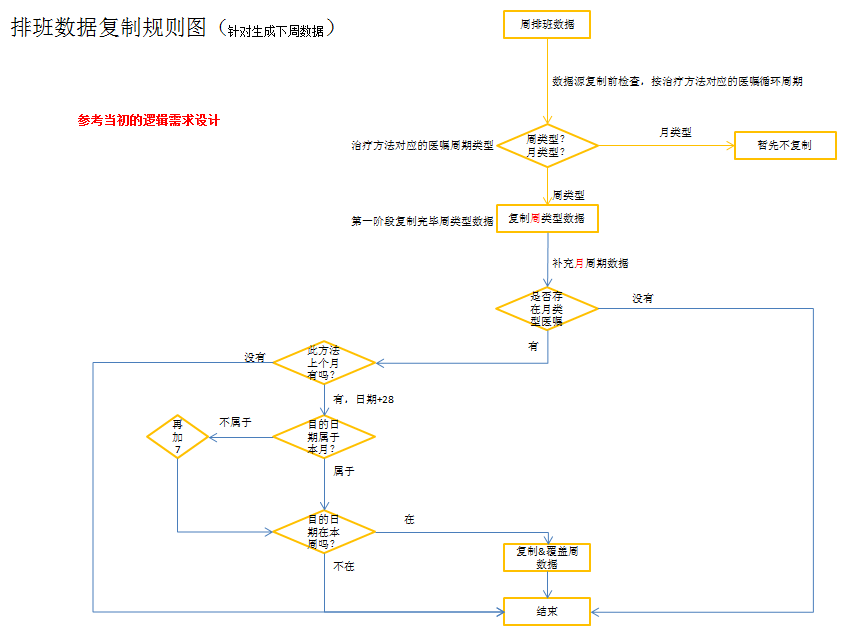 排班数据复制规则图（针对生成下周数据）
周排班数据
数据源复制前检查，按治疗方法对应的医嘱循环周期
参考当初的逻辑需求设计
治疗方法对应的医嘱周期类型
周类型？
月类型？
月类型
暂先不复制
周类型
第一阶段复制完毕周类型数据
复制周类型数据
补充月周期数据
是否存
在月类
型医嘱
没有
有
此方法
上个月
有吗？
没有
有，日期+28
再
加
7
不属于
目的日
期属于
本月？
属于
目的日
期在本
周吗？
在
不在
复制&覆盖周
数据
结束